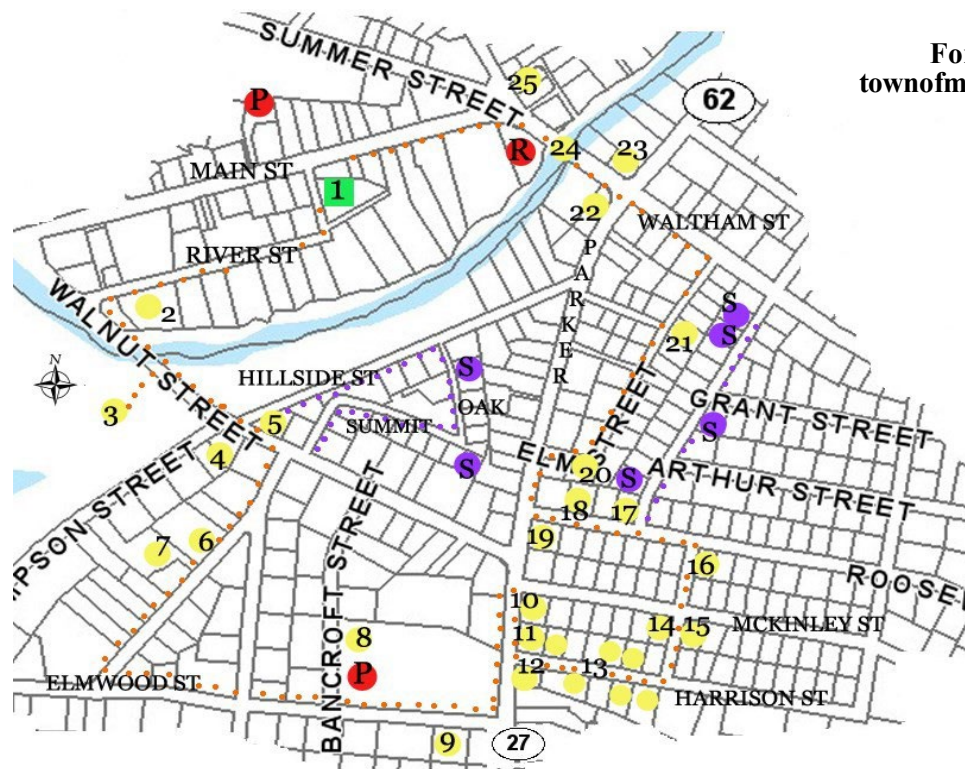 SUMMER STREET
For
townofm
25
62
P
MAIN ST
R
24
23
1
22
WALTHAM ST
RIVER ST
PARKER
WALNUT STREET
2
S
S
21
N
HILLSIDE ST
S
3
5
SUMMIT
OAK
GRANT STREET
S
4
ELM STREET
S
20
S
ARTHUR STREET
18
17
PSON STREET
7
6
BANCROFT STREET
19
16
ROOSE
10
11
14
15
MCKINLEY ST
8
12
13
P
ELMWOOD ST
HARRISON ST
9
27